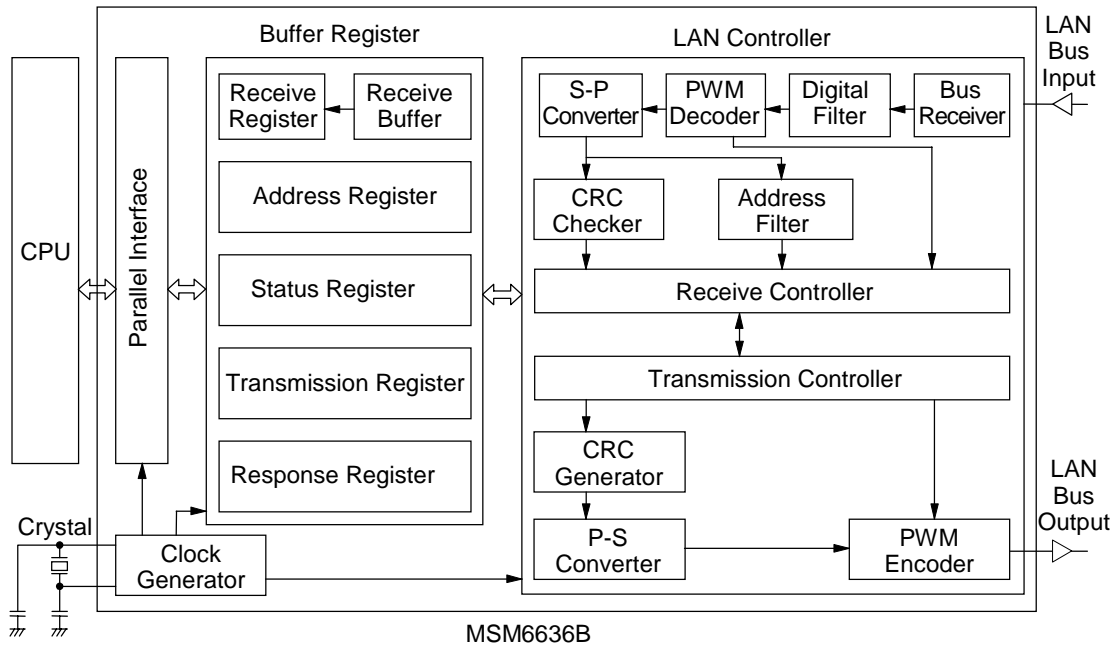 Buffer Register
LAN Controller
LAN
Bus
Input
CPU
Parallel Interface
Receive
Register
Receive
Buffer
S-P
Converter
PWM
Decoder
Digital
Filter
Bus
Receiver
Address Register
CRC
Checker
Address
Filter
Status Register
Receive Controller
Transmission Register
Transmission Controller
Response Register
CRC
Generator
LAN
Bus
Output
Crystal
Clock
Generator
P-S
Converter
PWM
Encoder
MSM6636B